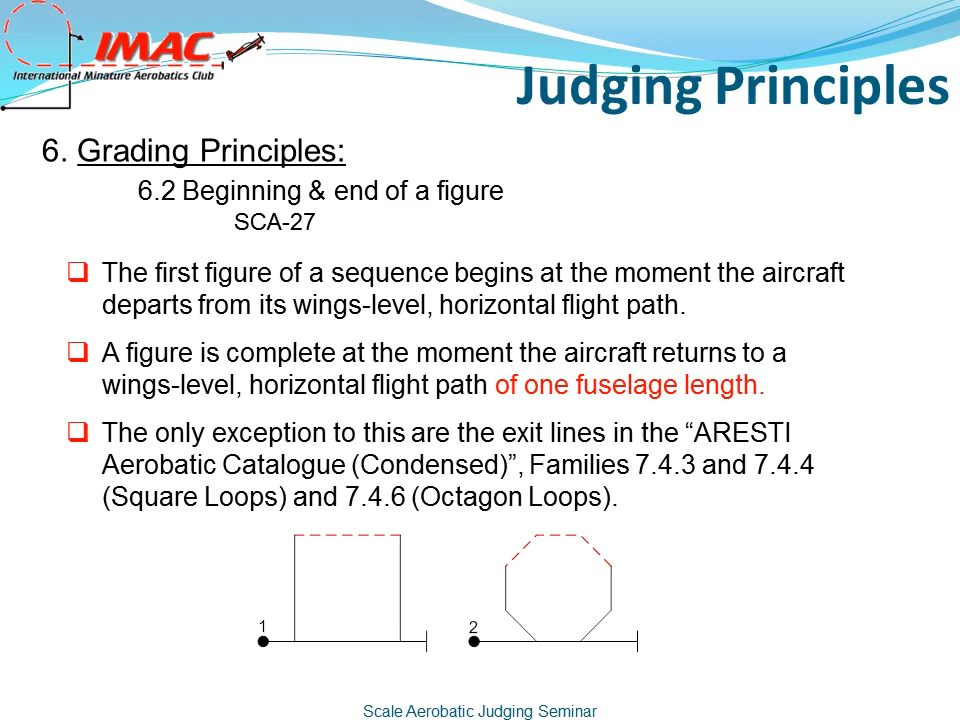 IMAC
International Minature Aerobatics Club
Judging Principles
6. Grading Principles:
6.2 Beginning & end of a figure
SCA-27
The first figure of a sequence begins at the moment the aircraft
departs from its wings-level, horizontal flight path.
A figure is complete at the moment the aircraft returns to a
wings-level, horizontal flight path of one fuselage length.
The only exception to this are the exit lines in the “ARESTI
Aerobatic Catalogue (Condensed)”, Families 7.4.3 and 7.4.4
(Square Loops) and 7.4.6 (Octagon Loops).
1
2
Scale Aerobatic Judging Seminar